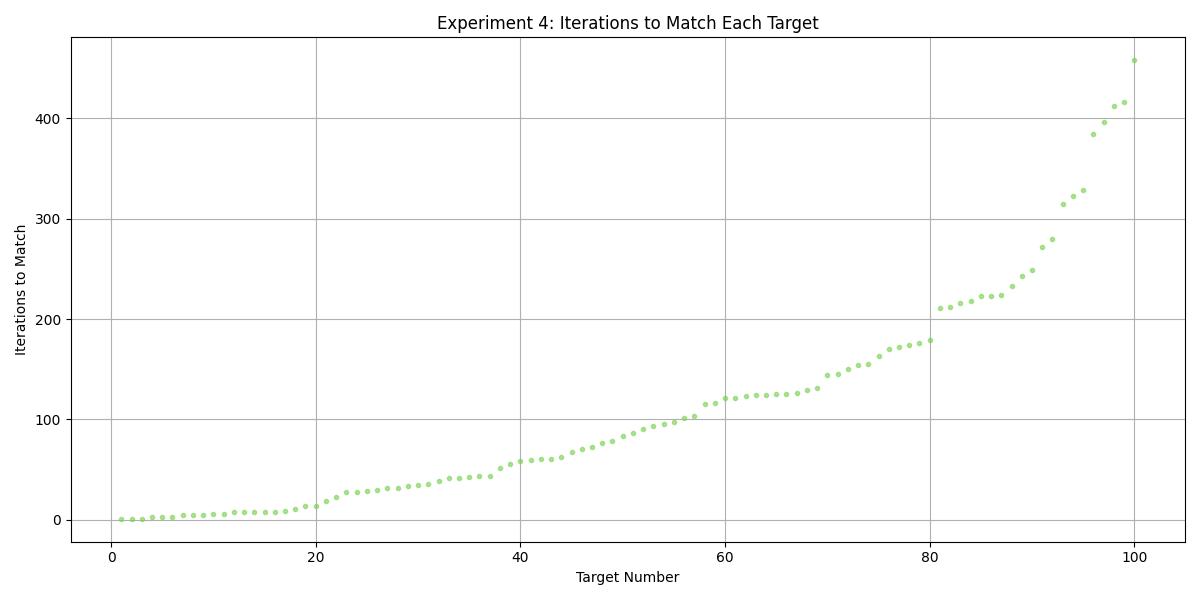 Experiment 4: Iterations to Match Each Target
Iterations to Match
400
300
200
100
0
0 20 40 60 80 100
Target Number